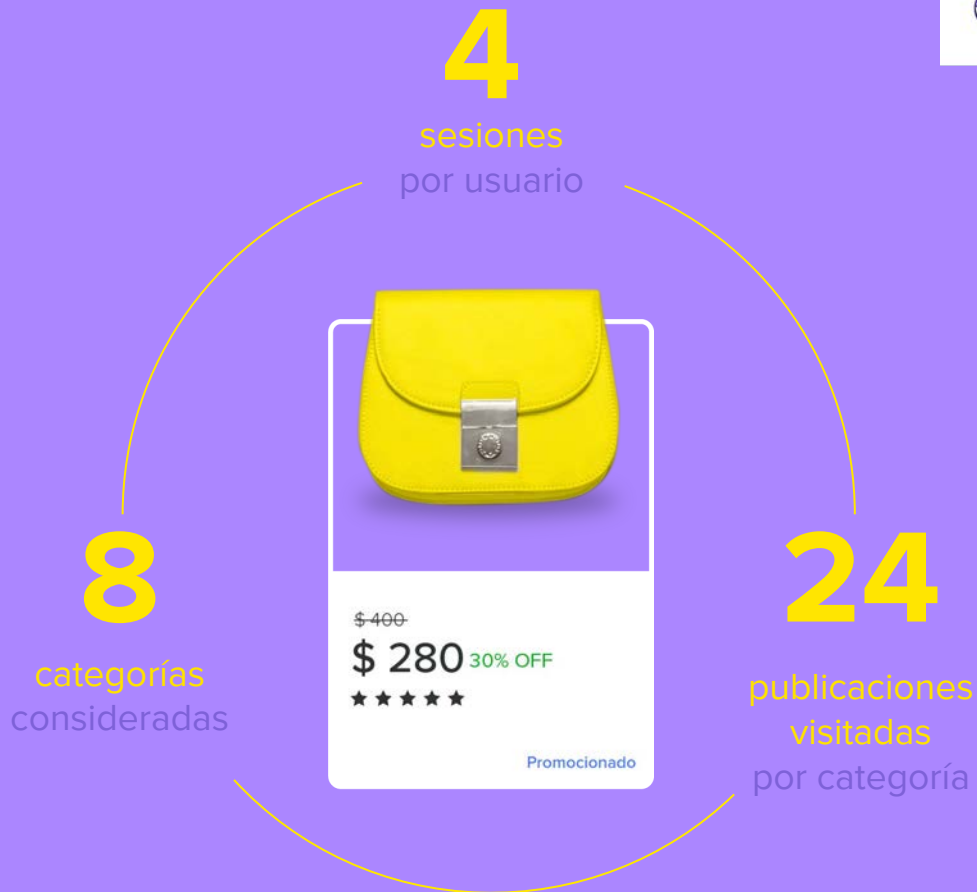 4
sesiones
por usuario
8
categorías
consideradas
$ 400
$ 280 30% OFF
★★★★★
Promocionado
24
publicaciones
visitadas
por categoría